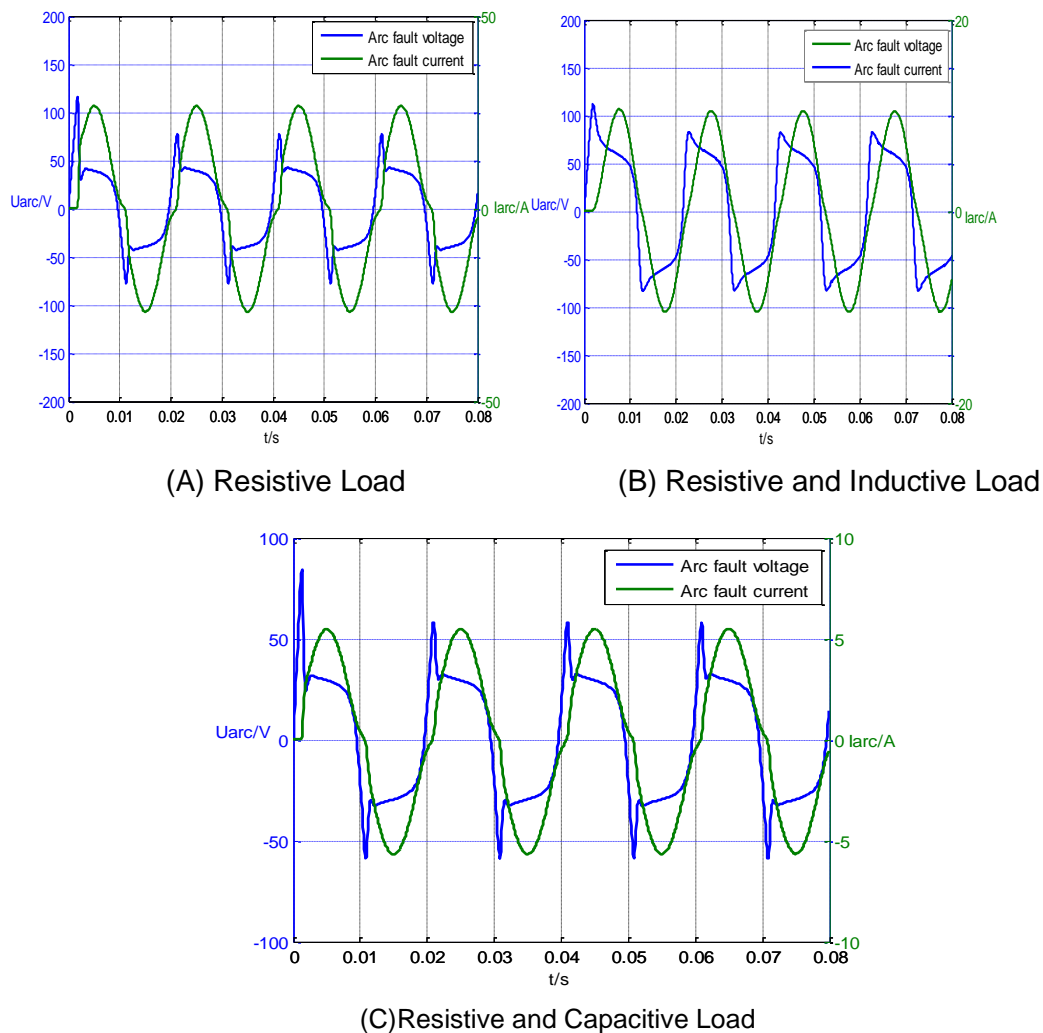 200
150
100
50
0
-50
-100
-150
-200
Uarc/V
50
0
-50
Iarc/A
Arc fault voltage
Arc fault current
0 0.01 0.02 0.03 0.04 0.05 0.06 0.07 0.08
t/s
(A) Resistive Load
200
150
100
50
0
-50
-100
-150
-200
Uarc/V
20
0
-20
Iarc/A
Arc fault voltage
Arc fault current
0 0.01 0.02 0.03 0.04 0.05 0.06 0.07 0.08
t/s
(B) Resistive and Inductive Load
100
50
0
-50
-100
Uarc/V
10
5
0
-5
-10
Iarc/A
Arc fault voltage
Arc fault current
0 0.01 0.02 0.03 0.04 0.05 0.06 0.07 0.08
t/s
(C)Resistive and Capacitive Load